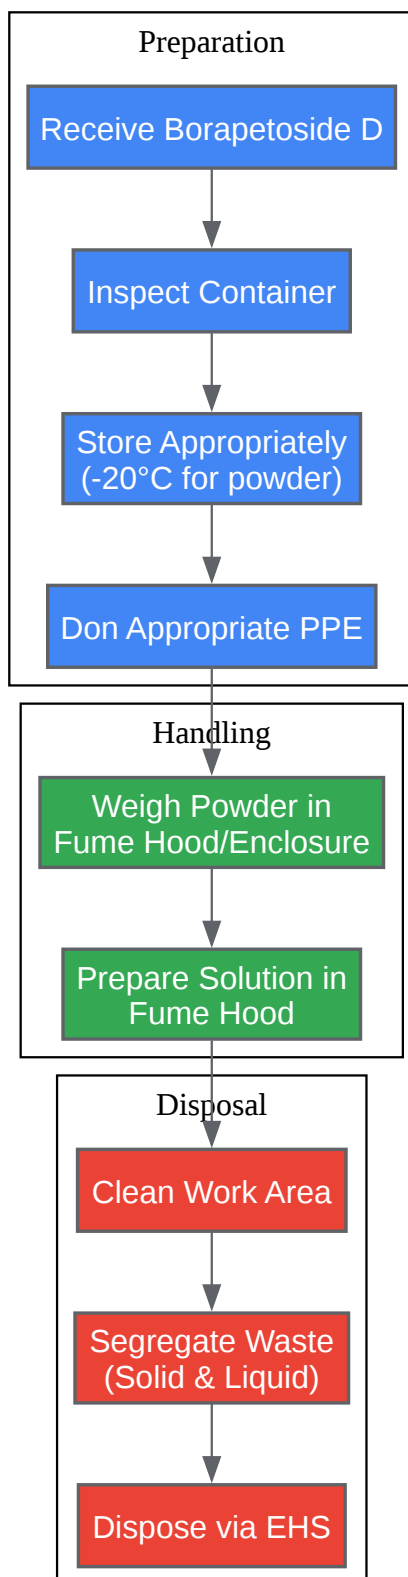 Preparation
Receive Borapetoside D
Inspect Container
Store Appropriately
(-20°C for powder)
Don Appropriate PPE
Handling
Weigh Powder in
Fume Hood/Enclosure
Prepare Solution in
Fume Hood
Disposal
Clean Work Area
Segregate Waste
(Solid & Liquid)
Dispose via EHS